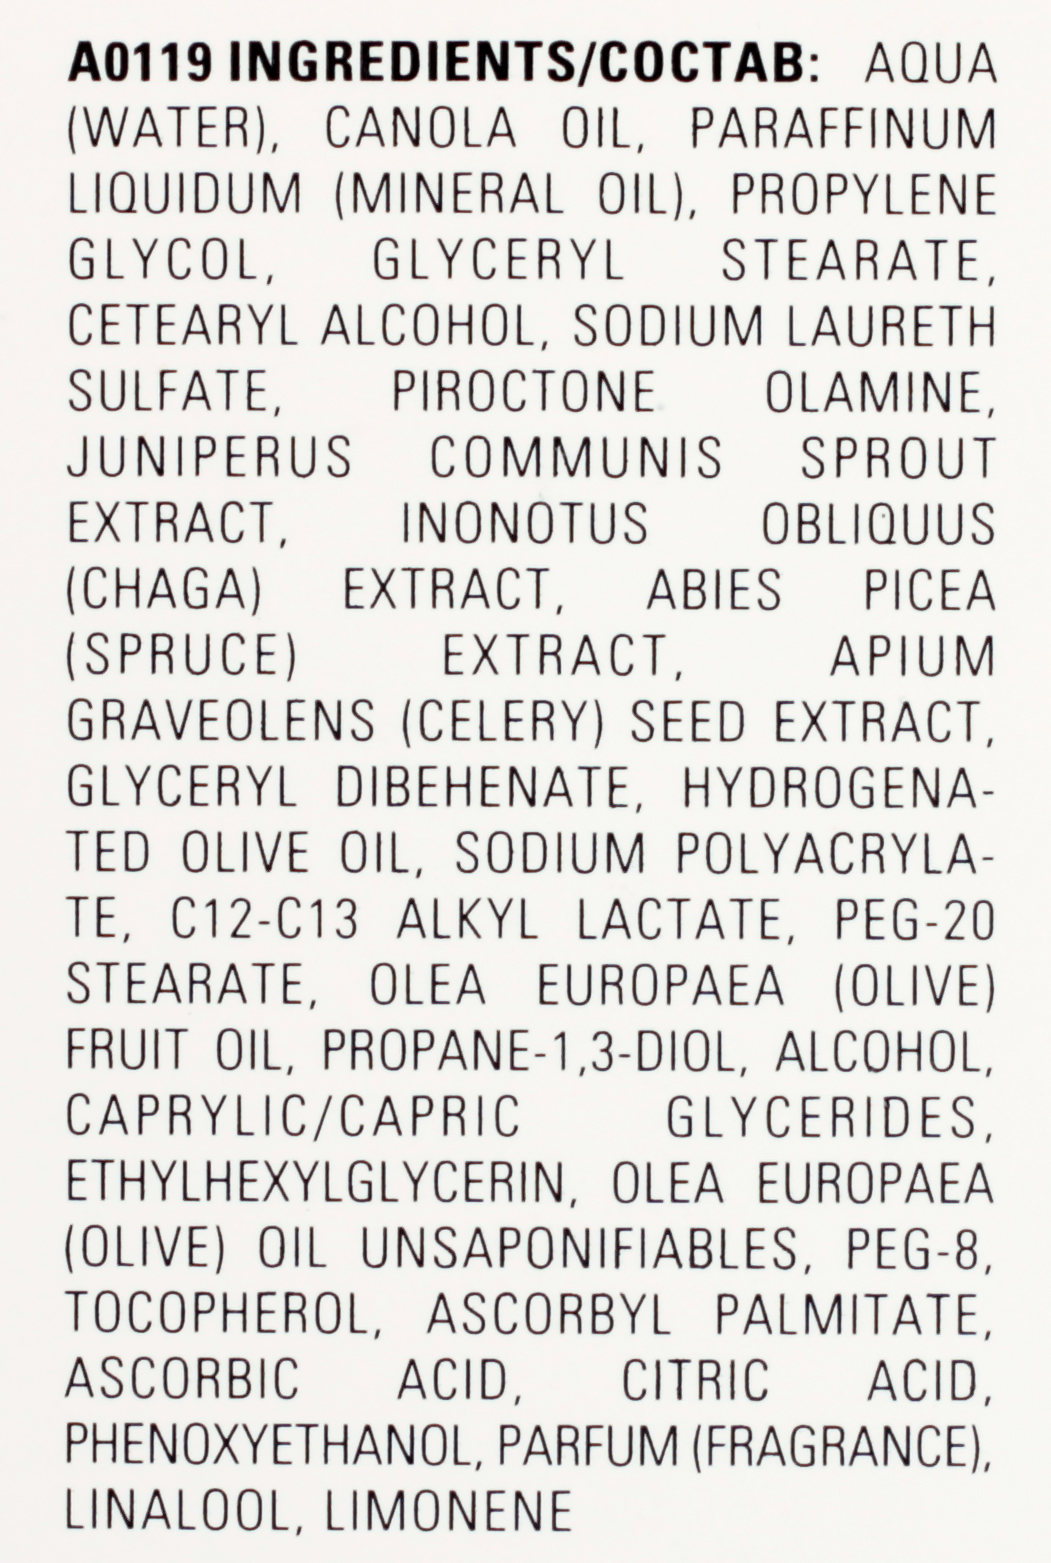 A0119 INGREDIENTS/СОСТАВ: AQUA
(WATER), CANOLA OIL, PARAFFINUM
LIQUIDUM (MINERAL OIL), PROPYLENE
GLYCOL, GLYCERYL STEARATE,
CETEARYL ALCOHOL, SODIUM LAURETH
SULFATE, PIROCTONE OLAMINE,
JUNIPERUS COMMUNIS SPROUT
EXTRACT, INONOTUS OBLIQUUS
(CHAGA) EXTRACT, ABIES PICEA
(SPRUCE) EXTRACT, APIUM
GRAVEOLENS (CELERY) SEED EXTRACT,
GLYCERYL DIBEHENATE, HYDROGENA-
TED OLIVE OIL, SODIUM POLYACRYLA-
TE, C12-C13 ALKYL LACTATE, PEG-20
STEARATE, OLEA EUROPAEA (OLIVE)
FRUIT OIL, PROPANE-1,3-DIOL, ALCOHOL,
CAPRYLIC/CAPRIC GLYCERIDES,
ETHYLHEXYLGLYCERIN, OLEA EUROPAEA
(OLIVE) OIL UNSAPONIFIABLES, PEG-8,
TOCOPHEROL, ASCORBYL PALMITATE,
ASCORBIC ACID, CITRIC ACID,
PHENOXYETHANOL, PARFUM (FRAGRANCE),
LINALOOL, LIMONENE